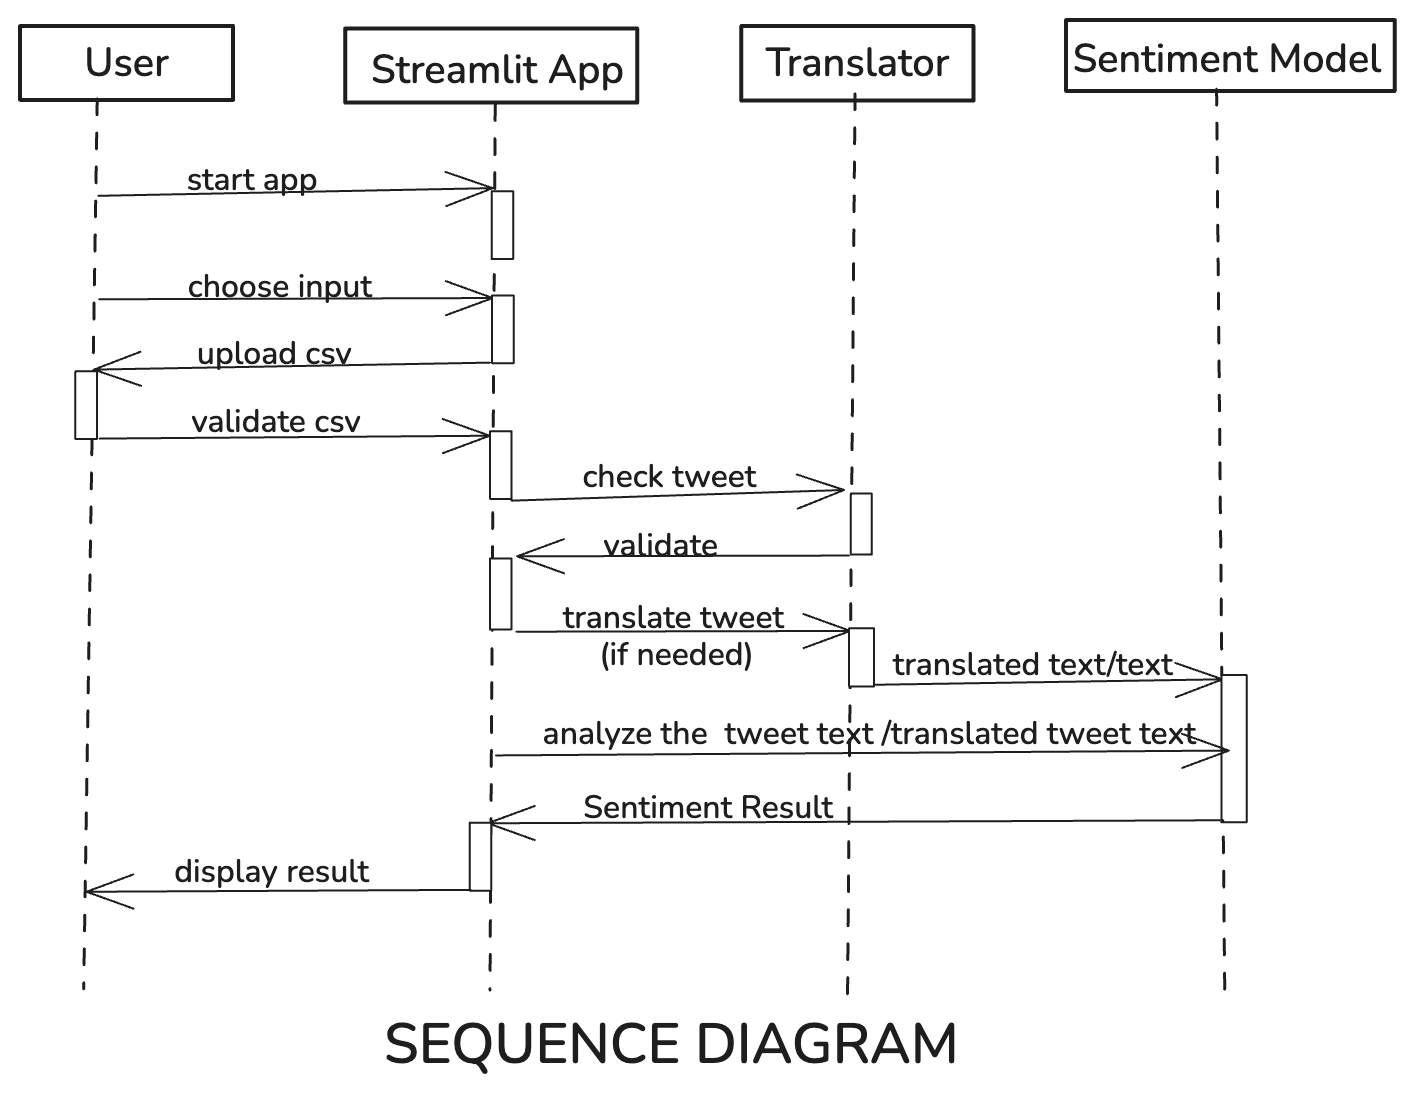 User
Streamlit App
Translator
Sentiment Model
start app
choose input
upload csv
validate csv
check tweet
validate
translate tweet
(if needed)
translated text/text
analyze the  tweet text /translated tweet text
Sentiment Result
display result
SEQUENCE DIAGRAM